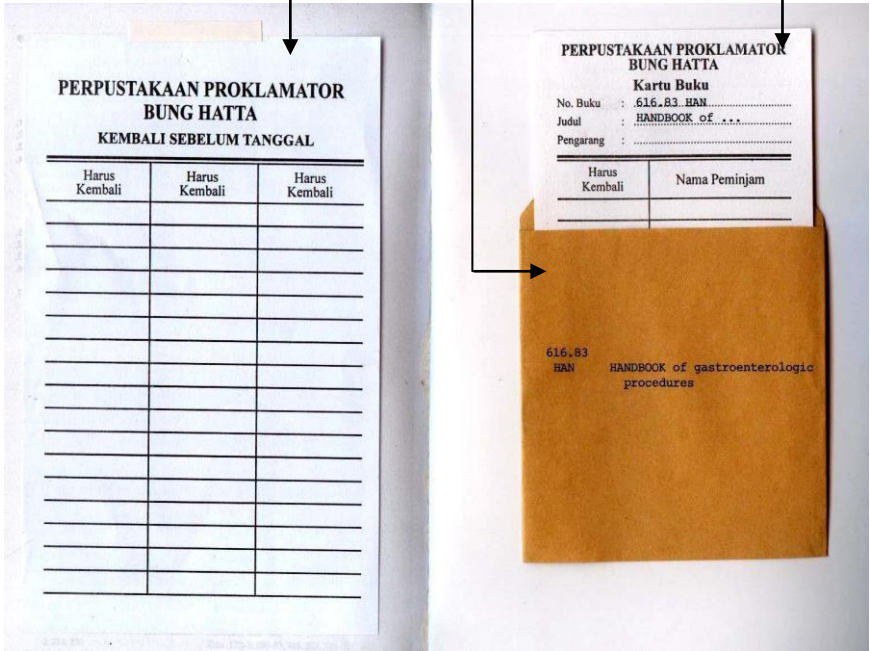 PERPUSTAKAAN PROKLAMATOR
BUNG HATTA
KEMBALI SEBELUM TANGGAL
Harus Kembali
Harus Kembali
Harus Kembali
PERPUSTAKAAN PROKLAMATOR
BUNG HATTA
Kartu Buku
No. Buku : 616.83 HAN
Judul : HANDBOOK of ...
Pengarang :
Harus Kembali
Nama Peminjam
616.83
HAN HANDBOOK of gastroenterologic
procedures